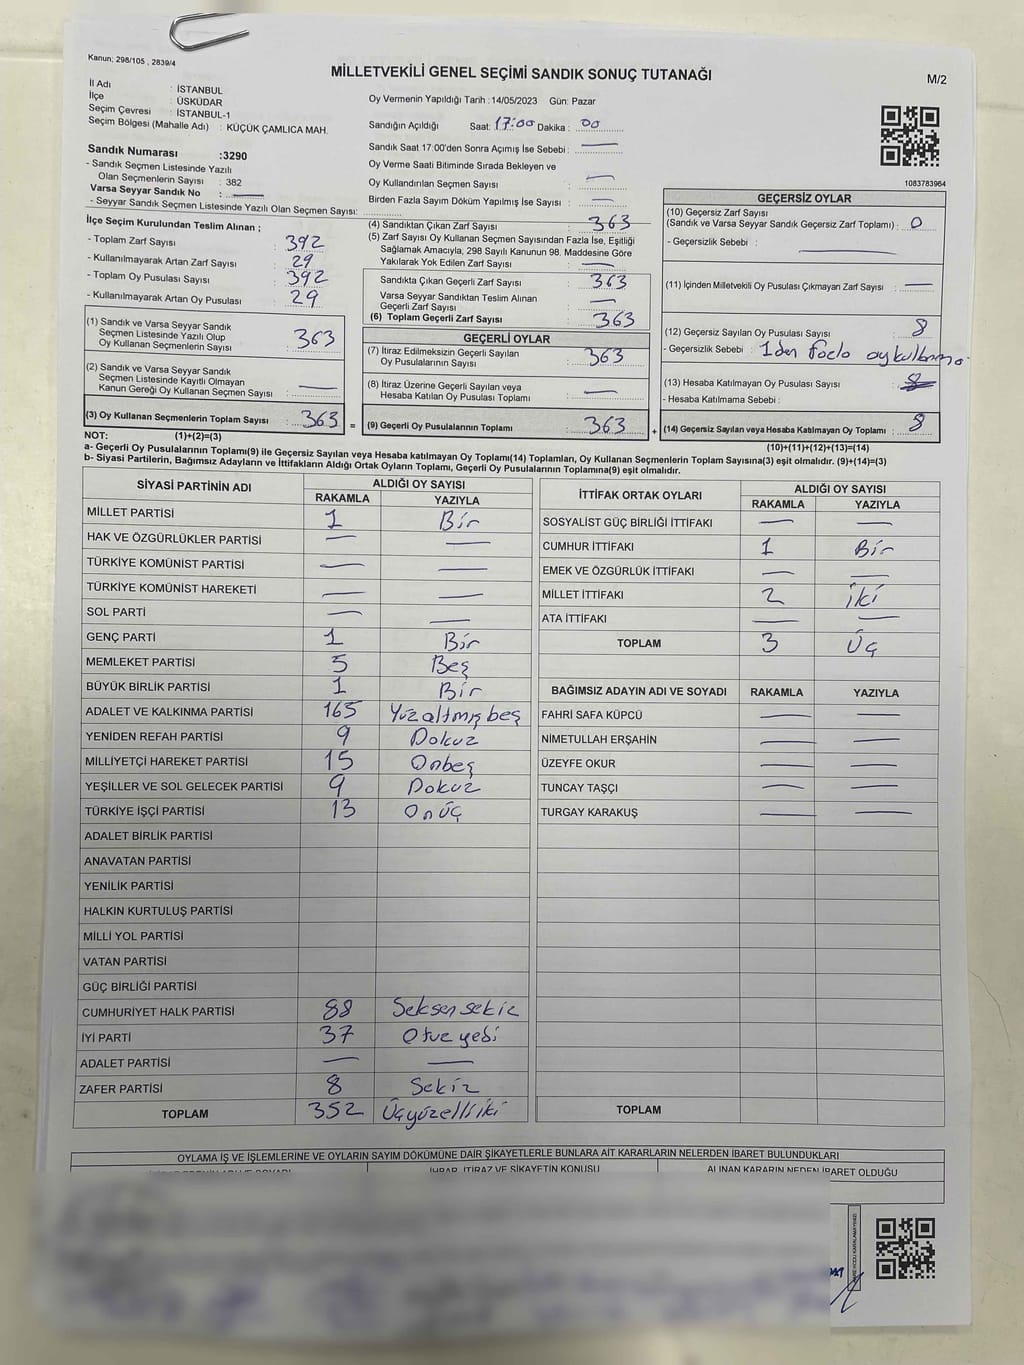 Kanun: 298/105 , 2839/4
MİLLETVEKİLİ GENEL SEÇİMİ SANDIK SONUÇ TUTANAĞI
M/2
İl Adı : İSTANBUL
İlçe : ÜSKÜDAR
Seçim Çevresi : İSTANBUL-1
Seçim Bölgesi (Mahalle Adı) : KÜÇÜK ÇAMLICA MAH.
Sandık Numarası :3290
- Sandık Seçmen Listesinde Yazılı
Olan Seçmenlerin Sayısı : 382
Varsa Seyyar Sandık No : —
- Seyyar Sandık Seçmen Listesinde Yazılı Olan Seçmen Sayısı:
Oy Vermenin Yapıldığı Tarih :14/05/2023 Gün: Pazar
Sandığın Açıldığı Saat: 17:00 Dakika : 00
Sandık Saat 17:00'den Sonra Açımış İse Sebebi : —
Oy Verme Saati Bitiminde Sırada Bekleyen ve
Oy Kullandırılan Seçmen Sayısı : —
Birden Fazla Sayım Döküm Yapılmış İse Sayısı : —
1083783964
İlçe Seçim Kurulundan Teslim Alınan ;
- Toplam Zarf Sayısı : 392
- Kullanılmayarak Artan Zarf Sayısı : 29
- Toplam Oy Pusulası Sayısı : 392
- Kullanılmayarak Artan Oy Pusulası : 29
(1) Sandık ve Varsa Seyyar Sandık
Seçmen Listesinde Yazılı Olup
Oy Kullanan Seçmenlerin Sayısı : 363
(2) Sandık ve Varsa Seyyar Sandık
Seçmen Listesinde Kayıtlı Olmayan
Kanun Gereği Oy Kullanan Seçmen Sayısı : —
(3) Oy Kullanan Seçmenlerin Toplam Sayısı : 363
=
(4) Sandıktan Çıkan Zarf Sayısı : 363
(5) Zarf Sayısı Oy Kullanan Seçmen Sayısından Fazla İse, Eşitliği
Sağlamak Amacıyla, 298 Sayılı Kanunun 98. Maddesine Göre
Yakılarak Yok Edilen Zarf Sayısı : —
Sandıkta Çıkan Geçerli Zarf Sayısı : 363
Varsa Seyyar Sandıktan Teslim Alınan
Geçerli Zarf Sayısı : —
(6) Toplam Geçerli Zarf Sayısı : 363
GEÇERLİ OYLAR
(7) İtiraz Edilmeksizin Geçerli Sayılan
Oy Pusulalarının Sayısı : 363
(8) İtiraz Üzerine Geçerli Sayılan veya
Hesaba Katılan Oy Pusulası Toplamı : —
(9) Geçerli Oy Pusulalarının Toplamı : 363
+
GEÇERSİZ OYLAR
(10) Geçersiz Zarf Sayısı
(Sandık ve Varsa Seyyar Sandık Geçersiz Zarf Toplamı) : 0
- Geçersizlik Sebebi : —
(11) İçinden Milletvekili Oy Pusulası Çıkmayan Zarf Sayısı : —
(12) Geçersiz Sayılan Oy Pusulası Sayısı : 8
- Geçersizlik Sebebi : 1den fazla oy kullanma
(13) Hesaba Katılmayan Oy Pusulası Sayısı : 8
- Hesaba Katılmama Sebebi :
(14) Geçersiz Sayılan veya Hesaba Katılmayan Oy Toplamı : 8
NOT: (1)+(2)=(3)
(10)+(11)+(12)+(13)=(14)
a- Geçerli Oy Pusulalarının Toplamı(9) ile Geçersiz Sayılan veya Hesaba katılmayan Oy Toplamı(14) Toplamları, Oy Kullanan Seçmenlerin Toplam Sayısına(3) eşit olmalıdır. (9)+(14)=(3)
b- Siyasi Partilerin, Bağımsız Adayların ve İttifakların Aldığı Ortak Oyların Toplamı, Geçerli Oy Pusulalarının Toplamına(9) eşit olmalıdır.
SİYASİ PARTİNİN ADI ALDIĞI OY SAYISI
RAKAMLA YAZIYLA
MİLLET PARTİSİ 1 Bir
HAK VE ÖZGÜRLÜKLER PARTİSİ — —
TÜRKİYE KOMÜNİST PARTİSİ — —
TÜRKİYE KOMÜNİST HAREKETİ — —
SOL PARTİ — —
GENÇ PARTİ 1 Bir
MEMLEKET PARTİSİ 5 Beş
BÜYÜK BİRLİK PARTİSİ 1 Bir
ADALET VE KALKINMA PARTİSİ 165 Yüzaltmışbeş
YENİDEN REFAH PARTİSİ 9 Dokuz
MİLLİYETÇİ HAREKET PARTİSİ 15 Onbeş
YEŞİLLER VE SOL GELECEK PARTİSİ 9 Dokuz
TÜRKİYE İŞÇİ PARTİSİ 13 Onüç
ADALET BİRLİK PARTİSİ
ANAVATAN PARTİSİ
YENİLİK PARTİSİ
HALKIN KURTULUŞ PARTİSİ
MİLLİ YOL PARTİSİ
VATAN PARTİSİ
GÜÇ BİRLİĞİ PARTİSİ
CUMHURİYET HALK PARTİSİ 88 Seksensekiz
İYİ PARTİ 37 Otuzyedi
ADALET PARTİSİ — —
ZAFER PARTİSİ 8 Sekiz
TOPLAM 352 Üçyüzelliiki
İTTİFAK ORTAK OYLARI ALDIĞI OY SAYISI
RAKAMLA YAZIYLA
SOSYALİST GÜÇ BİRLİĞİ İTTİFAKI — —
CUMHUR İTTİFAKI 1 Bir
EMEK VE ÖZGÜRLÜK İTTİFAKI — —
MİLLET İTTİFAKI 2 iki
ATA İTTİFAKI — —
TOPLAM 3 Üç
BAĞIMSIZ ADAYIN ADI VE SOYADI RAKAMLA YAZIYLA
FAHRİ SAFA KÜPCÜ — —
NİMETULLAH ERŞAHİN — —
ÜZEYFE OKUR — —
TUNCAY TAŞÇI — —
TURGAY KARAKUŞ — —
TOPLAM
OYLAMA İŞ VE İŞLEMLERİNE VE OYLARIN SAYIM DÖKÜMÜNE DAİR ŞİKAYETLERLE BUNLARA AİT KARARLARIN NELERDEN İBARET BULUNDUKLARI
İHBAR, İTİRAZ VE ŞİKAYETİN KONUSU ALINAN KARARIN NEDEN İBARET OLDUĞU